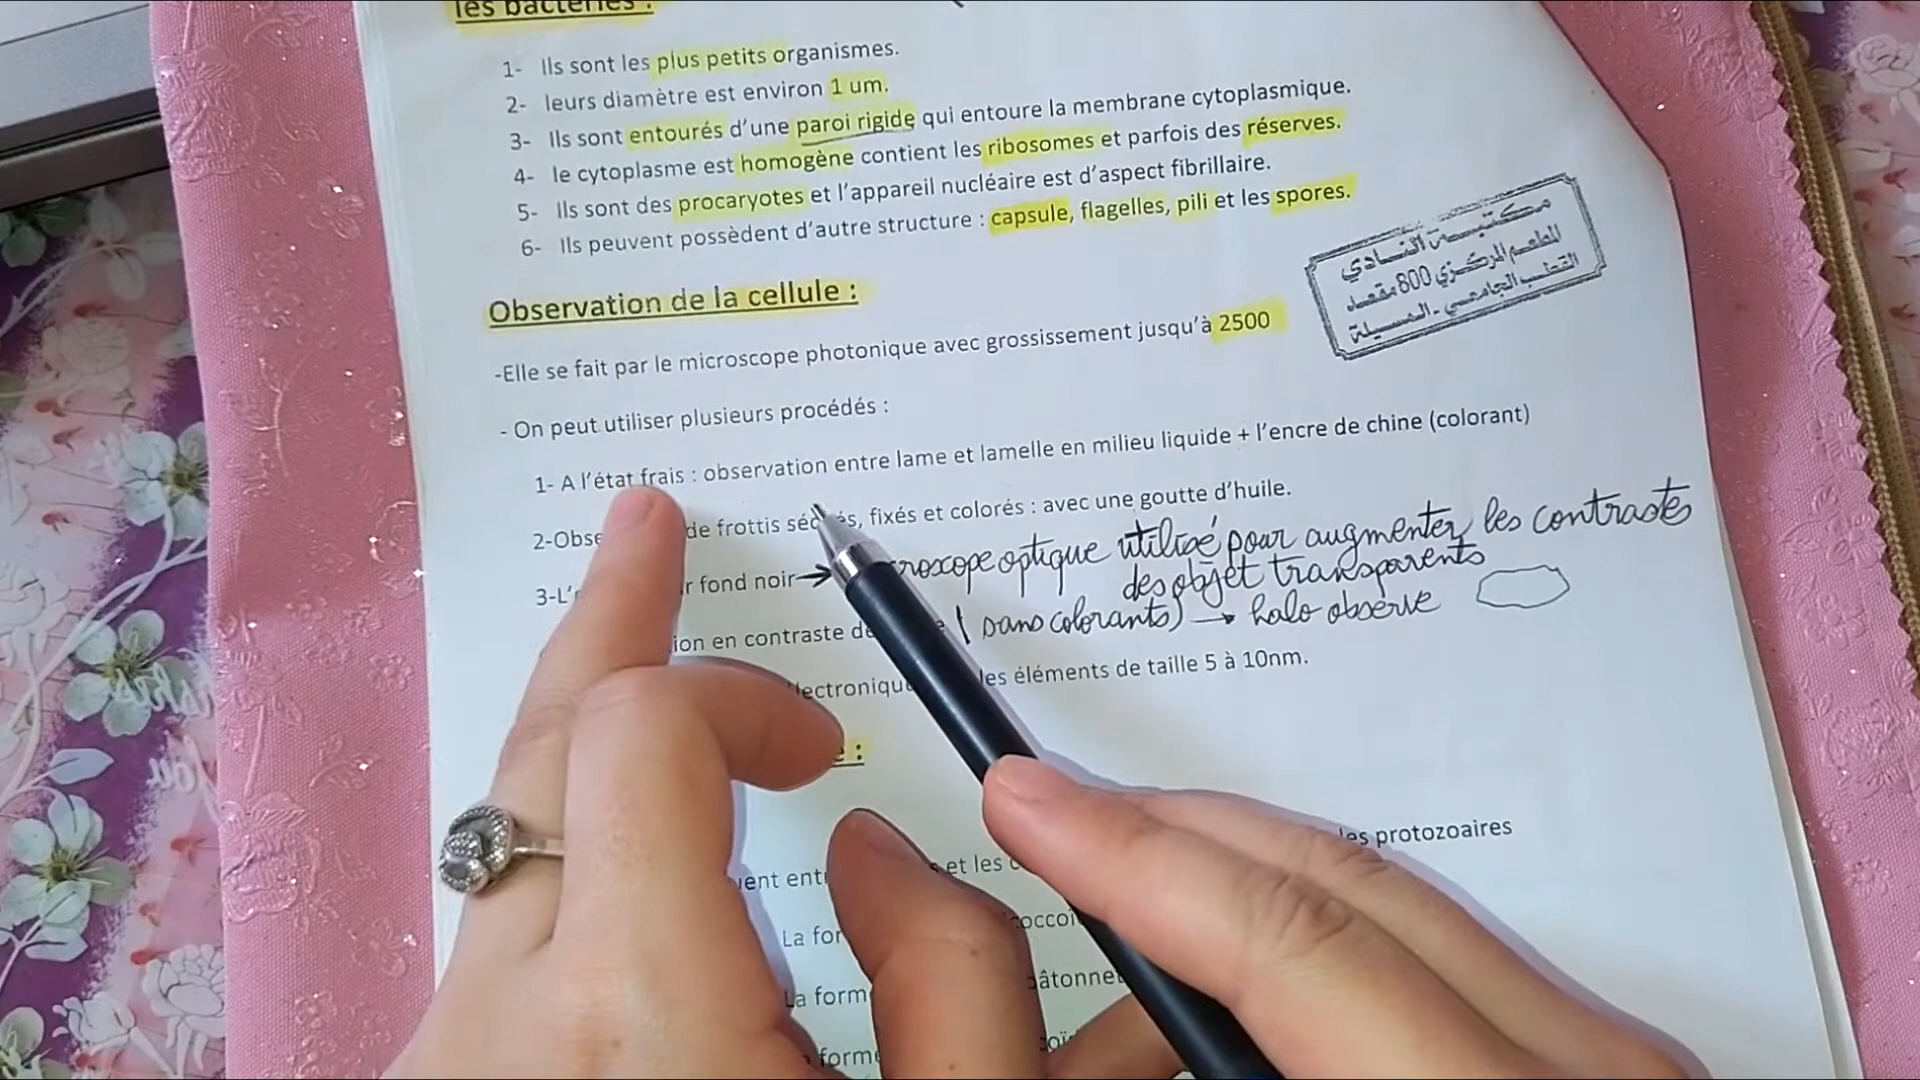 les bactéries :
1- Ils sont les plus petits organismes.
2- leurs diamètre est environ 1 um.
3- Ils sont entourés d'une paroi rigide qui entoure la membrane cytoplasmique.
4- le cytoplasme est homogène contient les ribosomes et parfois des réserves.
5- Ils sont des procaryotes et l'appareil nucléaire est d'aspect fibrillaire.
6- Ils peuvent possèdent d'autre structure : capsule, flagelles, pili et les spores.
مكتبة النادي
المطعم المركزي 800 مقعد
القطب الجامعي - المسيلة
Observation de la cellule :
-Elle se fait par le microscope photonique avec grossissement jusqu'à 2500
- On peut utiliser plusieurs procédés :
1- A l'état frais : observation entre lame et lamelle en milieu liquide + l'encre de chine (colorant)
2-Obse de frottis séchés, fixés et colorés : avec une goutte d'huile.
3-L' r fond noir → roscope optique utilisé pour augmenter les contrastes
des objet transparents
ion en contraste de ( sans colorants) → halo observe
lectronique les éléments de taille 5 à 10nm.
:
les protozoaires
vent et les
La for coccoï
La form bâtonne
forme